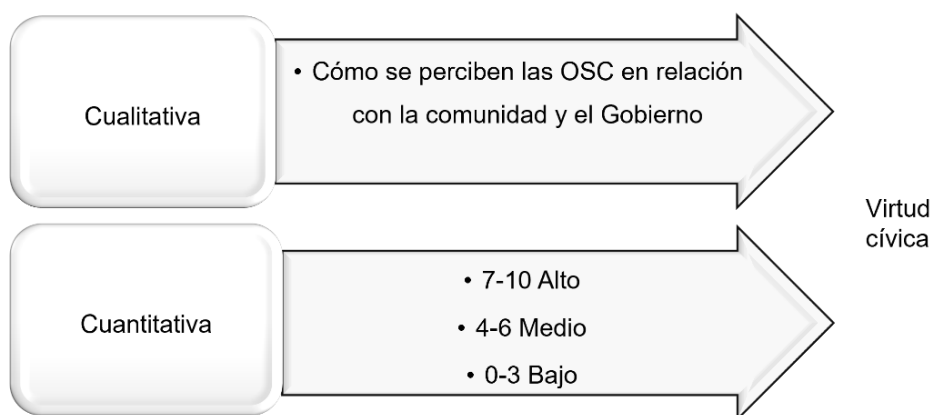 Cualitativa
• Cómo se perciben las OSC en relación
con la comunidad y el Gobierno
Cuantitativa
• 7-10 Alto
• 4-6 Medio
• 0-3 Bajo
Virtud
cívica